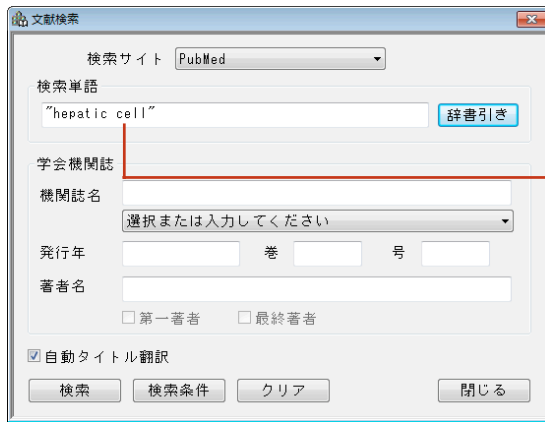 文献検索
検索サイト PubMed
検索単語
"hepatic cell" 辞書引き
学会機関誌
機関誌名
選択または入力してください
発行年 巻 号
著者名
第一著者 最終著者
自動タイトル翻訳
検索 検索条件 クリア 閉じる